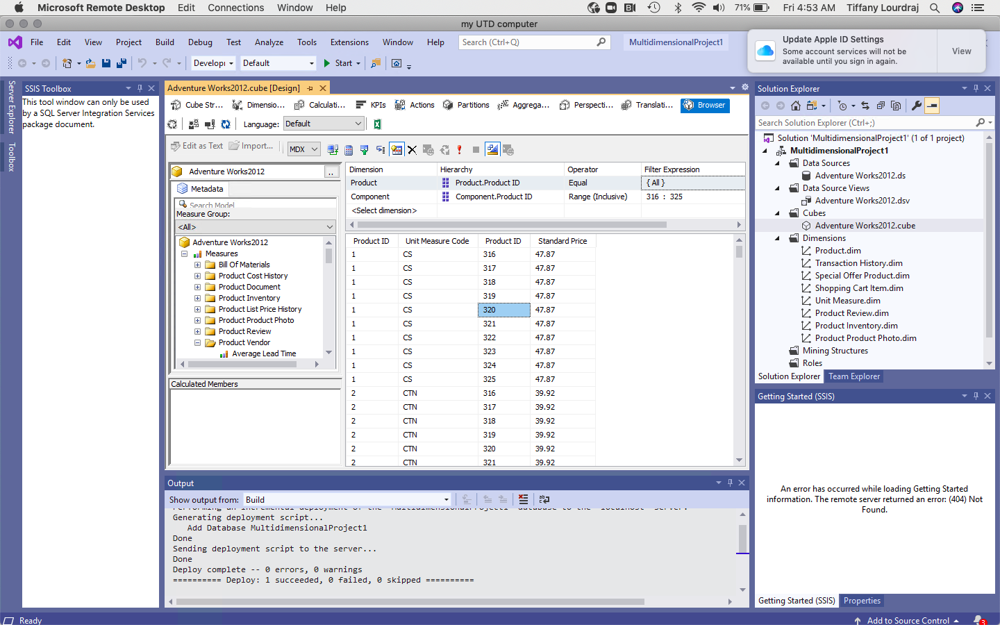 Microsoft Remote Desktop Edit Connections Window Help 71% Fri 4:53 AM Tiffany Lourdraj
my UTD computer
File Edit View Project Build Debug Test Analyze Tools Extensions Window Help Search (Ctrl+Q) MultidimensionalProject1
Update Apple ID Settings
Some account services will not be
available until you sign in again.
View
Developı Default Start
Server Explorer
Toolbox
SSIS Toolbox
This tool window can only be used
by a SQL Server Integration Services
package document.
Adventure Works2012.cube [Design]
Cube Str... Dimensio... Calculati... KPIs Actions Partitions Aggrega... Perspecti... Translati... Browser
Language: Default
Edit as Text Import... MDX
Adventure Works2012 ..
Metadata
Search Model
Measure Group:
<All>
Adventure Works2012
Measures
Bill Of Materials
Product Cost History
Product Document
Product Inventory
Product List Price History
Product Product Photo
Product Review
Product Vendor
Average Lead Time
Calculated Members
Dimension Hierarchy Operator Filter Expression
Product Product.Product ID Equal { All }
Component Component.Product ID Range (Inclusive) 316 : 325
<Select dimension>
Product ID Unit Measure Code Product ID Standard Price
1 CS 316 47.87
1 CS 317 47.87
1 CS 318 47.87
1 CS 319 47.87
1 CS 320 47.87
1 CS 321 47.87
1 CS 322 47.87
1 CS 323 47.87
1 CS 324 47.87
1 CS 325 47.87
2 CTN 316 39.92
2 CTN 317 39.92
2 CTN 318 39.92
2 CTN 319 39.92
2 CTN 320 39.92
2 CTN 321 39.92
Output
Show output from: Build
Performing an incremental deployment of the 'MultidimensionalProject1' database to the 'localhost' server.
Generating deployment script...
Add Database MultidimensionalProject1
Done
Sending deployment script to the server...
Done
Deploy complete -- 0 errors, 0 warnings
========== Deploy: 1 succeeded, 0 failed, 0 skipped ==========
Solution Explorer
Search Solution Explorer (Ctrl+;)
Solution 'MultidimensionalProject1' (1 of 1 project)
MultidimensionalProject1
Data Sources
Adventure Works2012.ds
Data Source Views
Adventure Works2012.dsv
Cubes
Adventure Works2012.cube
Dimensions
Product.dim
Transaction History.dim
Special Offer Product.dim
Shopping Cart Item.dim
Unit Measure.dim
Product Review.dim
Product Inventory.dim
Product Product Photo.dim
Mining Structures
Roles
Solution Explorer Team Explorer
Getting Started (SSIS)
An error has occurred while loading Getting Started
information. The remote server returned an error: (404) Not
Found.
Getting Started (SSIS) Properties
Ready Add to Source Control 3